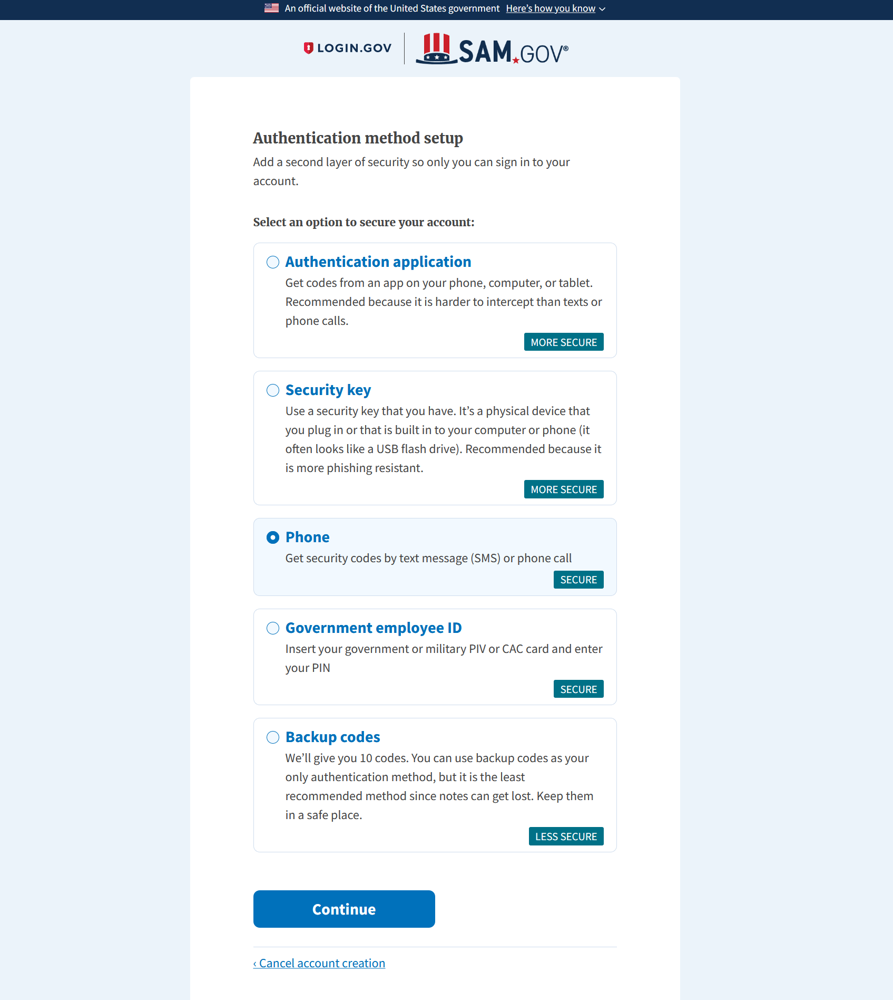 An official website of the United States government Here’s how you know
LOGIN.GOV
SAM.GOV®
Authentication method setup
Add a second layer of security so only you can sign in to your
account.
Select an option to secure your account:
Authentication application
Get codes from an app on your phone, computer, or tablet.
Recommended because it is harder to intercept than texts or
phone calls.
MORE SECURE
Security key
Use a security key that you have. It’s a physical device that
you plug in or that is built in to your computer or phone (it
often looks like a USB flash drive). Recommended because it
is more phishing resistant.
MORE SECURE
Phone
Get security codes by text message (SMS) or phone call
SECURE
Government employee ID
Insert your government or military PIV or CAC card and enter
your PIN
SECURE
Backup codes
We’ll give you 10 codes. You can use backup codes as your
only authentication method, but it is the least
recommended method since notes can get lost. Keep them
in a safe place.
LESS SECURE
Continue
‹ Cancel account creation